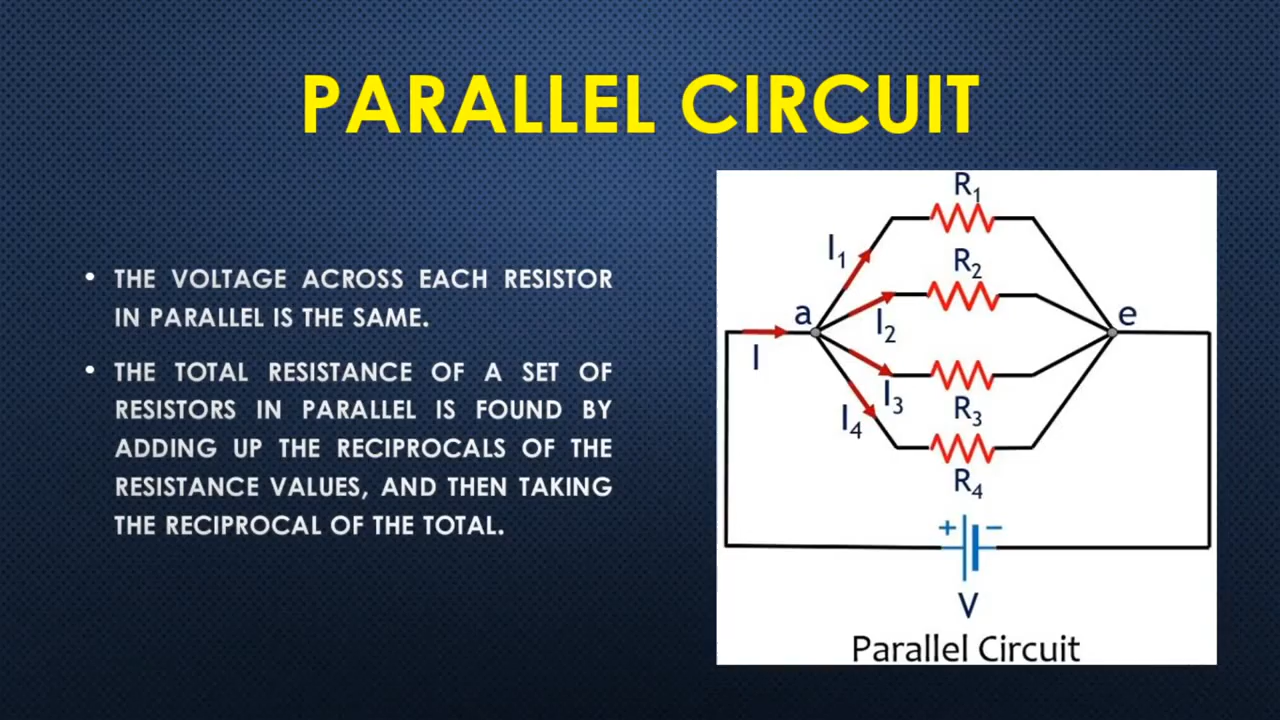 PARALLEL CIRCUIT
• THE VOLTAGE ACROSS EACH RESISTOR
IN PARALLEL IS THE SAME.
• THE TOTAL RESISTANCE OF A SET OF
RESISTORS IN PARALLEL IS FOUND BY
ADDING UP THE RECIPROCALS OF THE
RESISTANCE VALUES, AND THEN TAKING
THE RECIPROCAL OF THE TOTAL.
R₁
I₁
R₂
a
I₂
e
I
I₃
R₃
I₄
R₄
+ −
V
Parallel Circuit